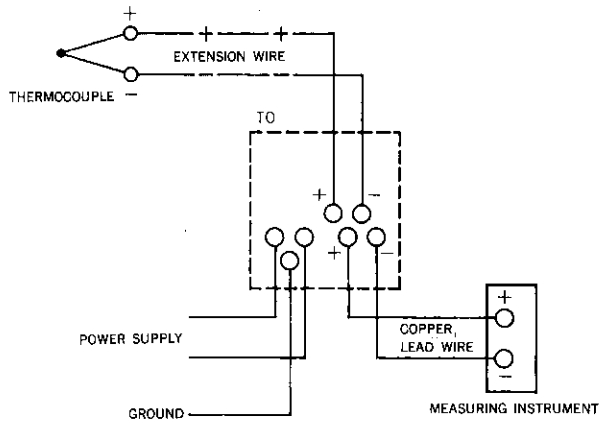 +
+ +
EXTENSION WIRE
THERMOCOUPLE
−
TO
+ −
+ −
+
COPPER,
LEAD WIRE
−
POWER SUPPLY
MEASURING INSTRUMENT
GROUND